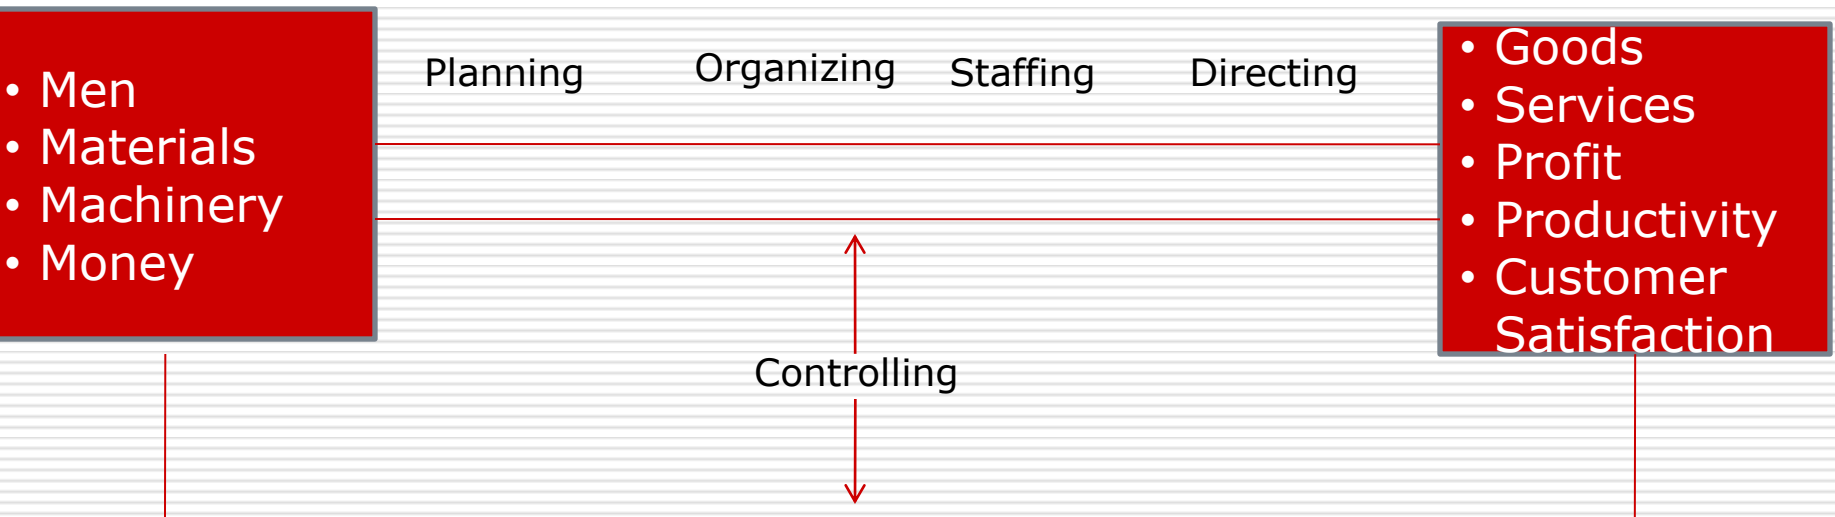 • Men
• Materials
• Machinery
• Money
Planning
Organizing
Staffing
Directing
Controlling
• Goods
• Services
• Profit
• Productivity
• Customer
Satisfaction